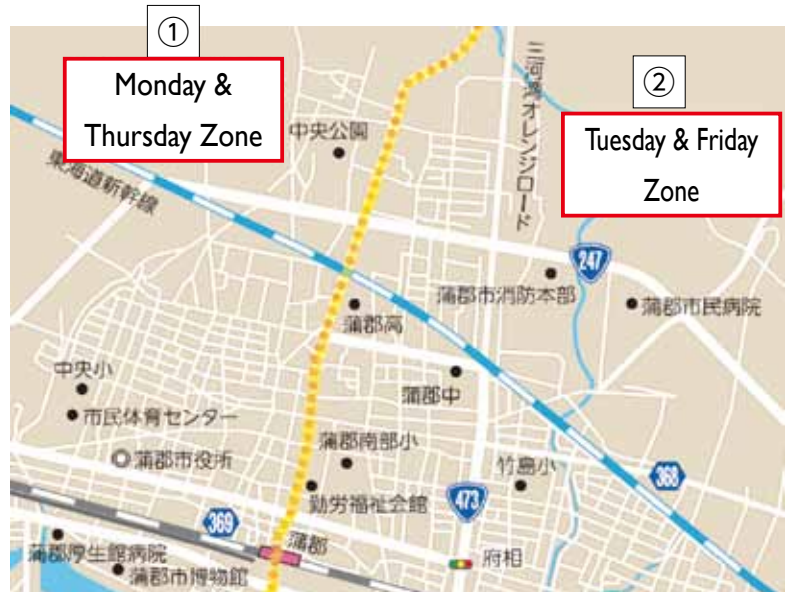 ①
Monday &
Thursday Zone
②
Tuesday & Friday
Zone
中央公園
三河湾オレンジロード
東海道新幹線
247
蒲郡市消防本部
蒲郡市民病院
蒲郡高
中央小
蒲郡中
市民体育センター
蒲郡南部小
蒲郡市役所
竹島小
368
勤労福祉会館
473
369
蒲郡
府相
蒲郡厚生館病院
蒲郡市博物館